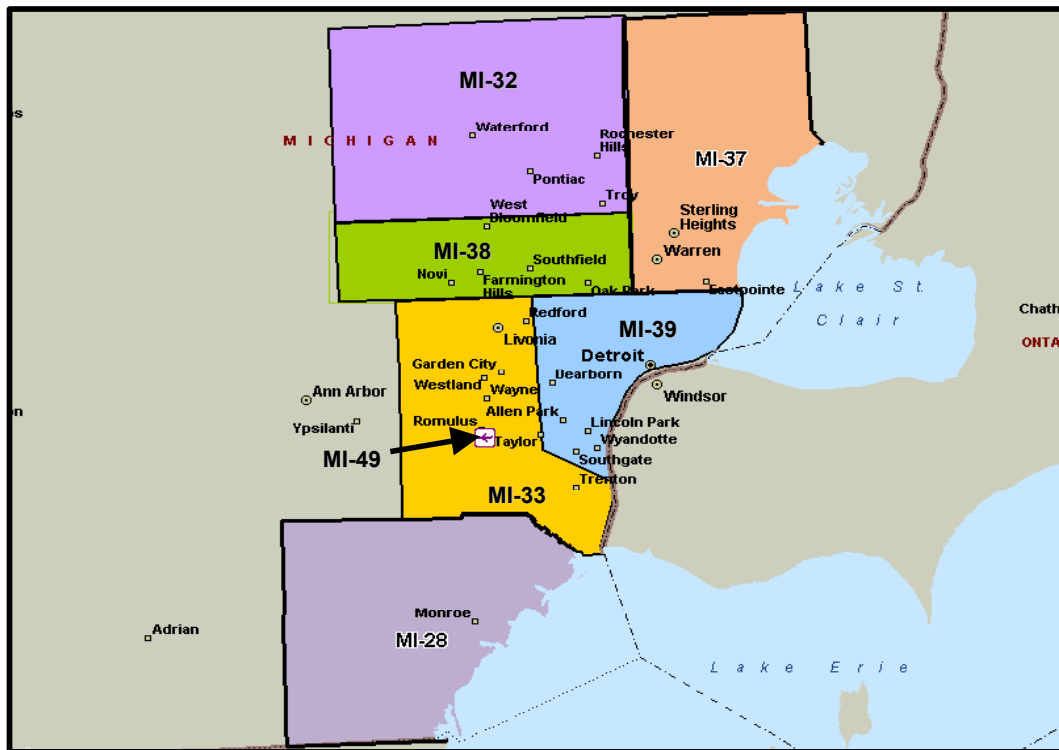 MI-32
Waterford
Rochester
Hills
M I C H I G A N
MI-37
Pontiac
Troy
West
Bloomfield
Sterling
Heights
MI-38
Warren
Southfield
Novi
Farmington
Hills
Oak Park
Eastpointe
Lake St.
Clair
Redford
MI-39
Chath
Livonia
ONTA
Detroit
Garden City
Dearborn
Westland
Wayne
Windsor
Ann Arbor
Allen Park
Ypsilanti
Romulus
Lincoln Park
Taylor
Wyandotte
MI-49
Southgate
Trenton
MI-33
Monroe
Adrian
MI-28
Lake Erie